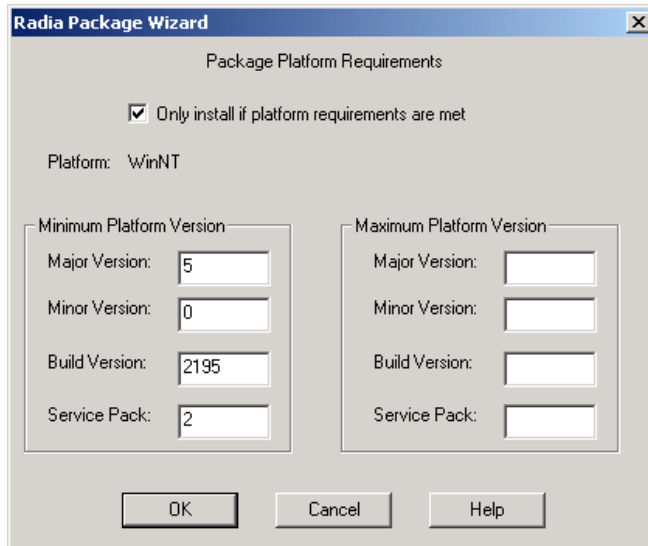 Radia Package Wizard
Package Platform Requirements
Only install if platform requirements are met
Platform: WinNT
Minimum Platform Version
Major Version: 5
Minor Version: 0
Build Version: 2195
Service Pack: 2
Maximum Platform Version
Major Version:
Minor Version:
Build Version:
Service Pack:
OK Cancel Help